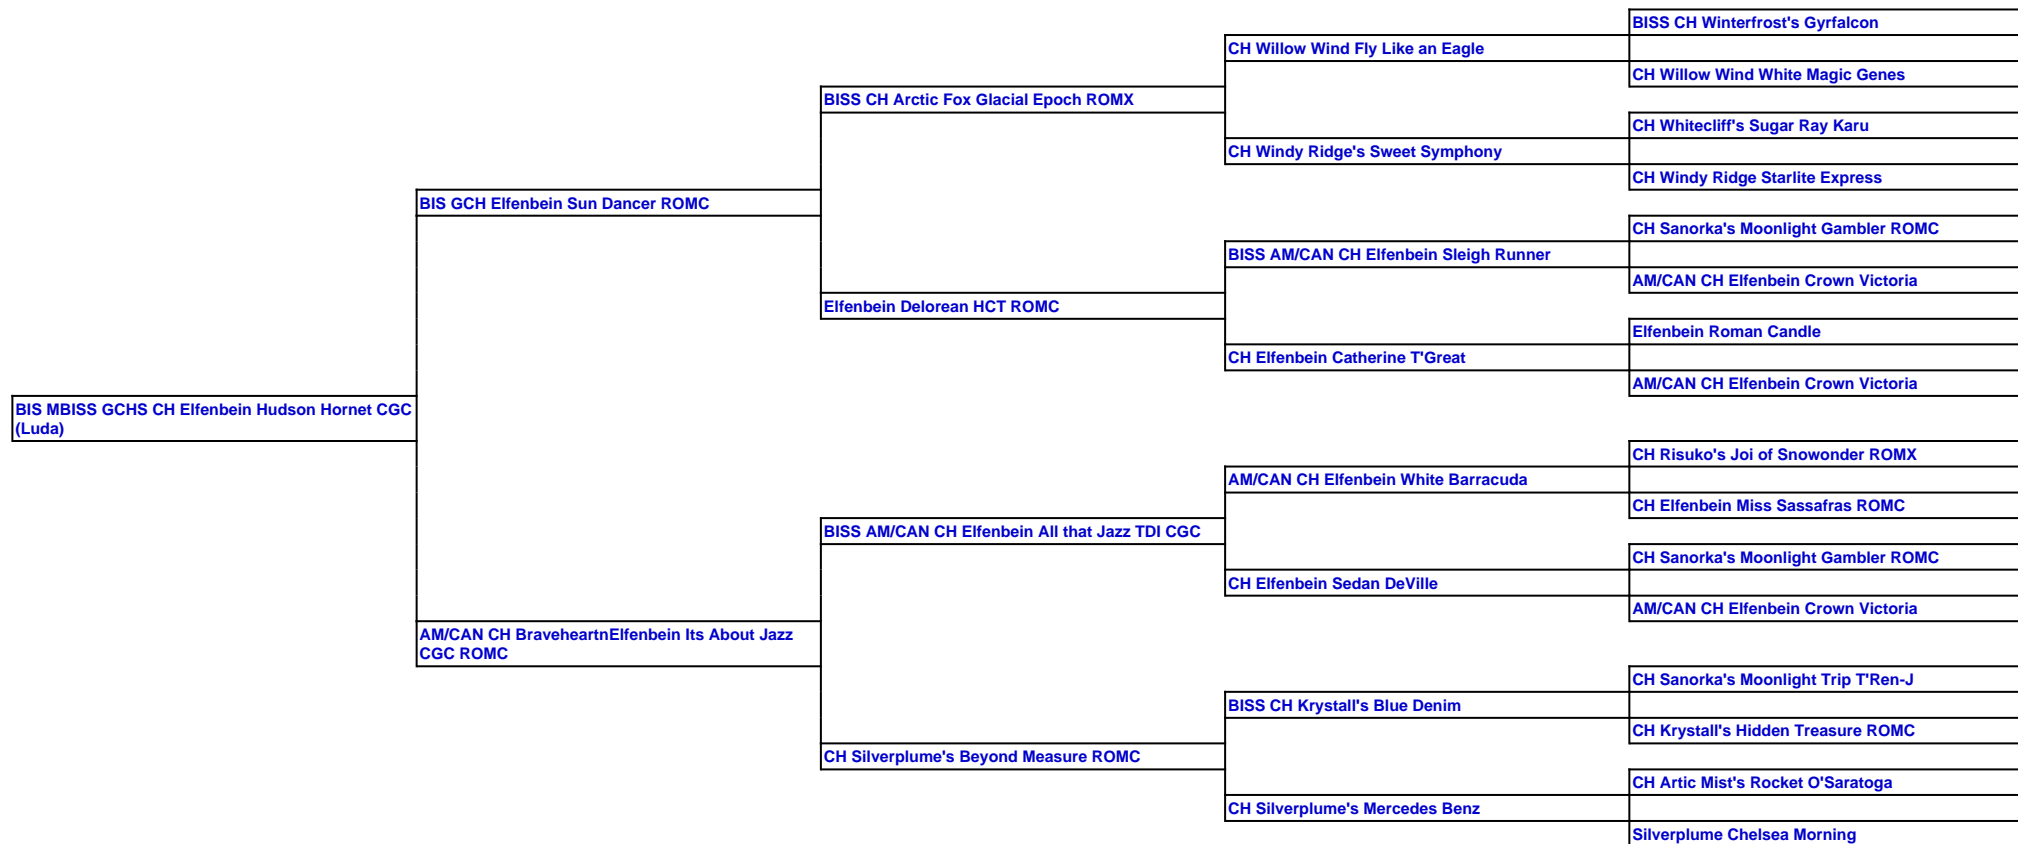 BISS CH Winterfrost's Gyrfalcon
CH Willow Wind Fly Like an Eagle
CH Willow Wind White Magic Genes
BISS CH Arctic Fox Glacial Epoch ROMX
CH Whitecliff's Sugar Ray Karu
CH Windy Ridge's Sweet Symphony
CH Windy Ridge Starlite Express
BIS GCH Elfenbein Sun Dancer ROMC
CH Sanorka's Moonlight Gambler ROMC
BISS AM/CAN CH Elfenbein Sleigh Runner
AM/CAN CH Elfenbein Crown Victoria
Elfenbein Delorean HCT ROMC
Elfenbein Roman Candle
CH Elfenbein Catherine T'Great
AM/CAN CH Elfenbein Crown Victoria
BIS MBISS GCHS CH Elfenbein Hudson Hornet CGC
(Luda)
CH Risuko's Joi of Snowonder ROMX
AM/CAN CH Elfenbein White Barracuda
CH Elfenbein Miss Sassafras ROMC
BISS AM/CAN CH Elfenbein All that Jazz TDI CGC
CH Sanorka's Moonlight Gambler ROMC
CH Elfenbein Sedan DeVille
AM/CAN CH Elfenbein Crown Victoria
AM/CAN CH BraveheartnElfenbein Its About Jazz
CGC ROMC
CH Sanorka's Moonlight Trip T'Ren-J
BISS CH Krystall's Blue Denim
CH Krystall's Hidden Treasure ROMC
CH Silverplume's Beyond Measure ROMC
CH Artic Mist's Rocket O'Saratoga
CH Silverplume's Mercedes Benz
Silverplume Chelsea Morning